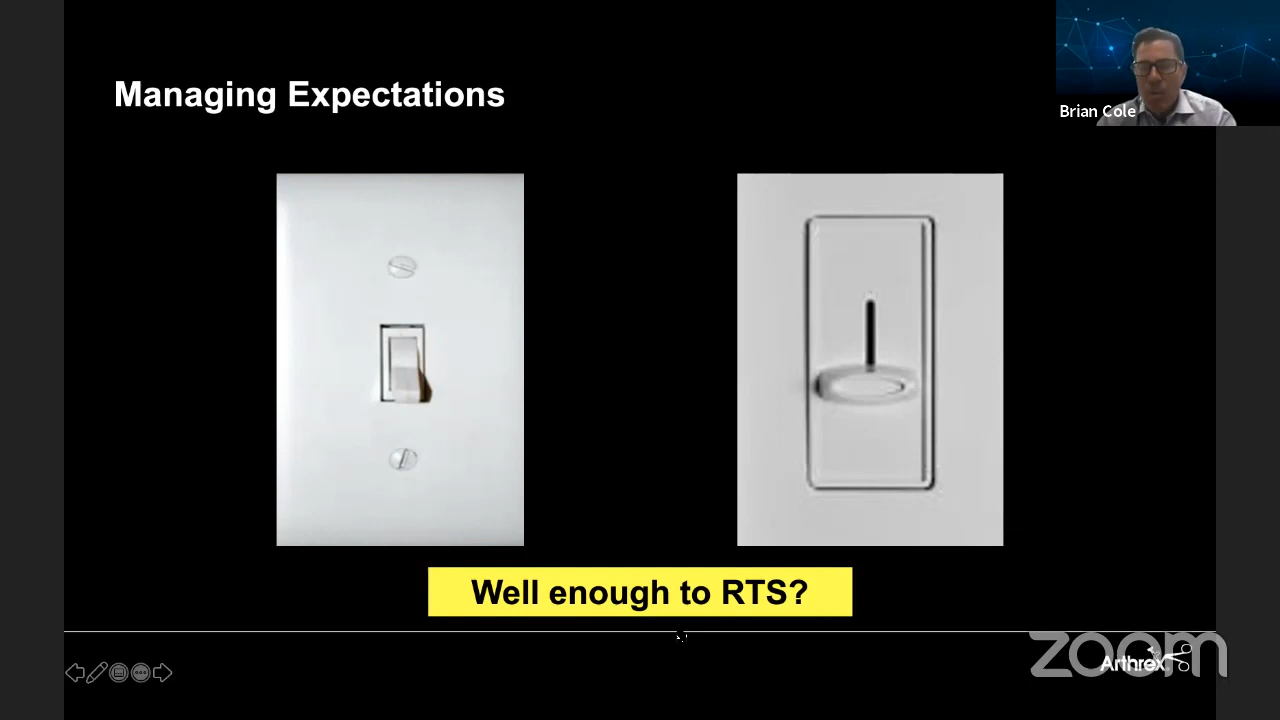 Managing Expectations
Brian Cole
Well enough to RTS?
zoom
Arthrex